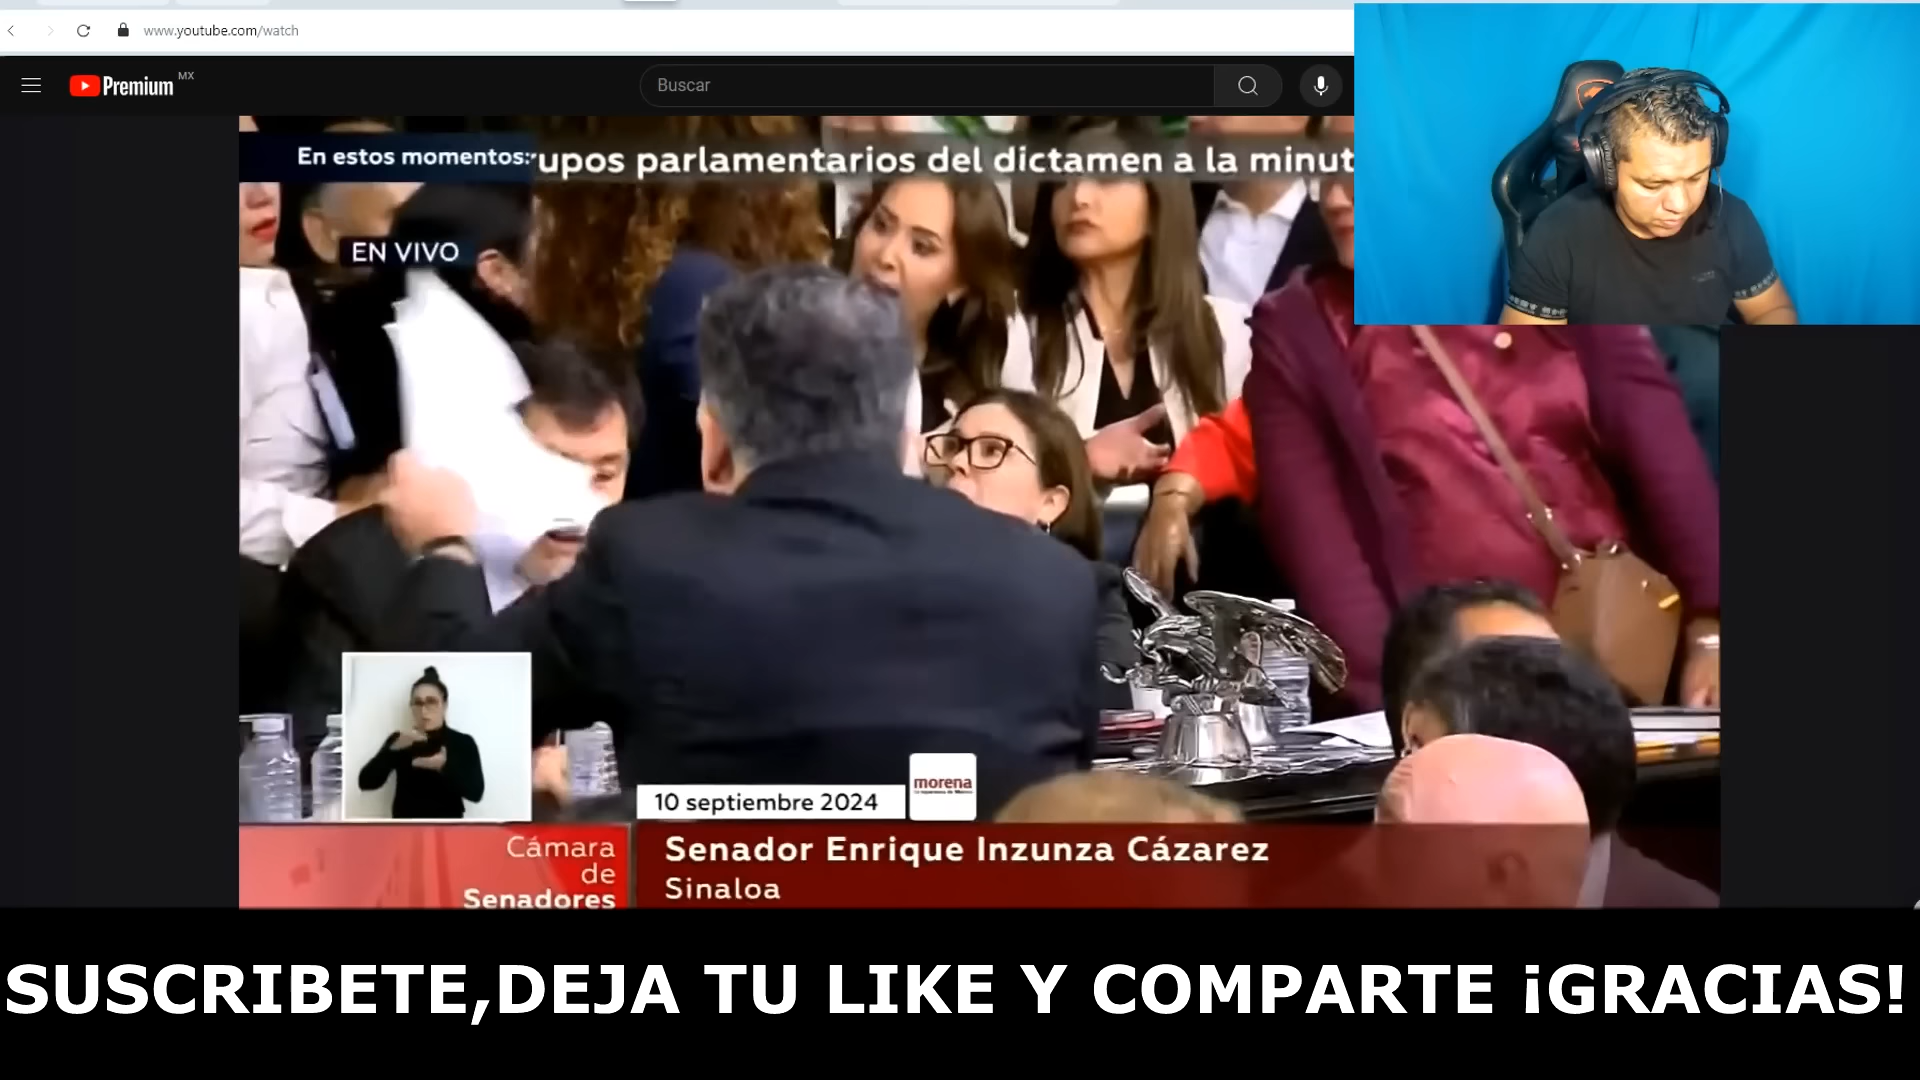 www.youtube.com/watch
Premium MX
Buscar
En estos momentos:
rupos parlamentarios del dictamen a la minut
EN VIVO
10 septiembre 2024
morena
Cámara
de
Senadores
Senador Enrique Inzunza Cázarez
Sinaloa
SUSCRIBETE,DEJA TU LIKE Y COMPARTE ¡GRACIAS!